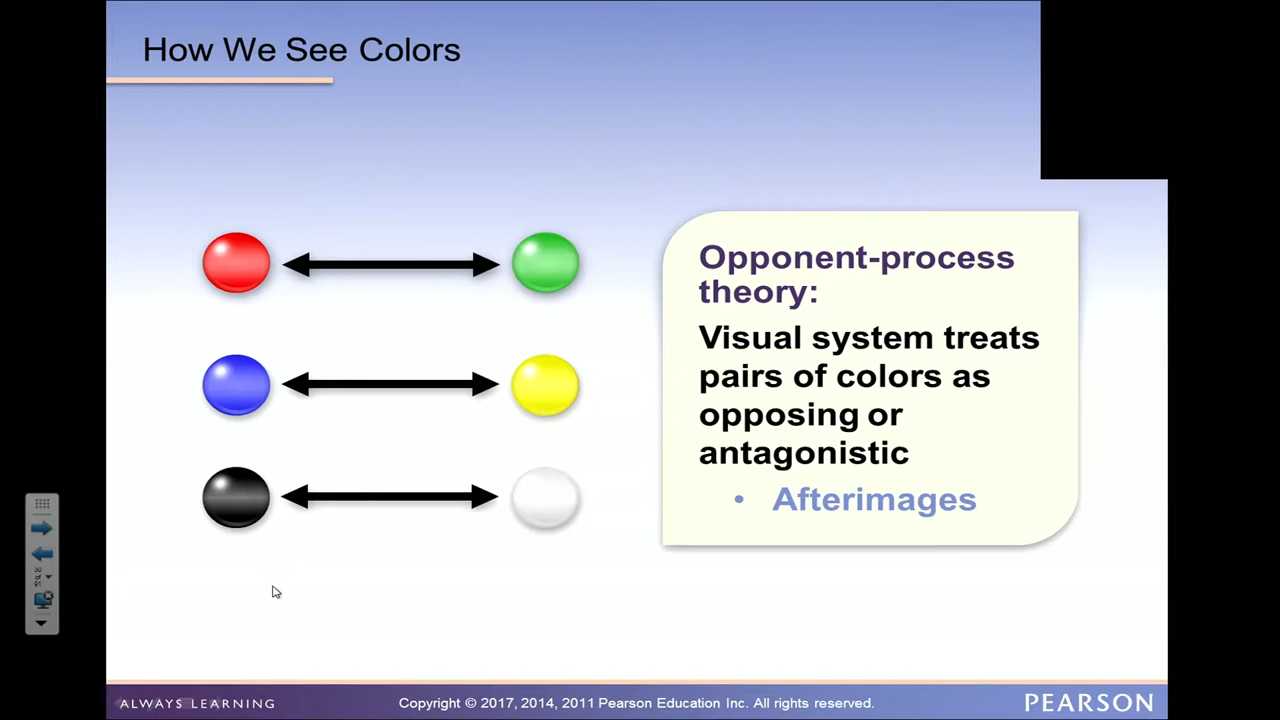 How We See Colors
Opponent-process
theory:
Visual system treats
pairs of colors as
opposing or
antagonistic
• Afterimages
ALWAYS LEARNING
Copyright © 2017, 2014, 2011 Pearson Education Inc. All rights reserved.
PEARSON